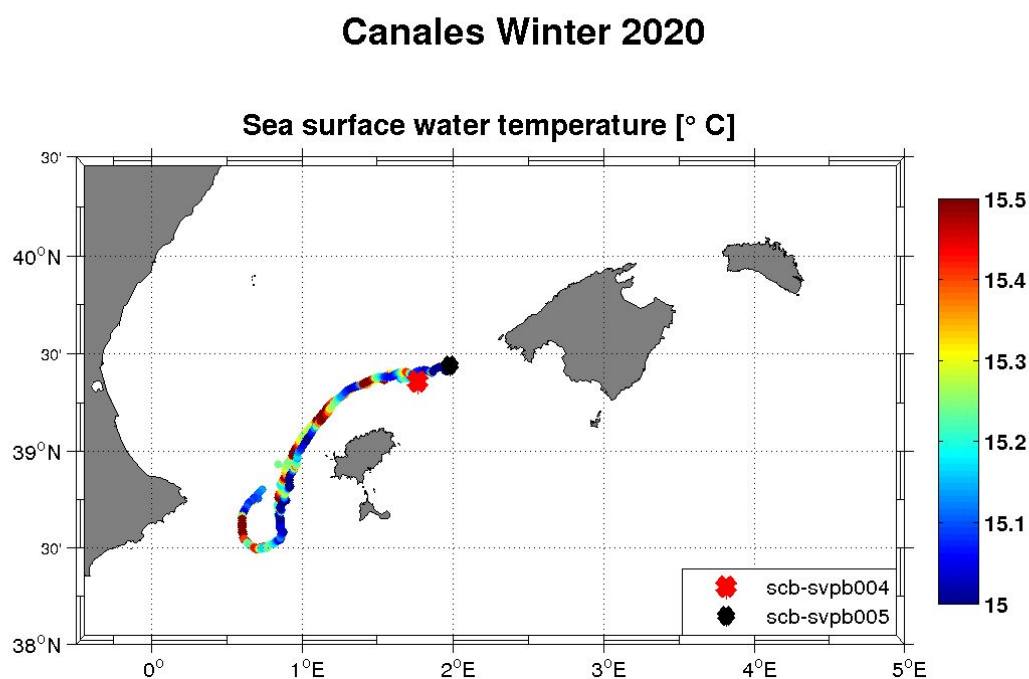 Canales Winter 2020
Sea surface water temperature [° C]
30'
40°N
30'
39°N
30'
38°N
0°
1°E
2°E
3°E
4°E
5°E
15.5
15.4
15.3
15.2
15.1
15
scb-svpb004
scb-svpb005